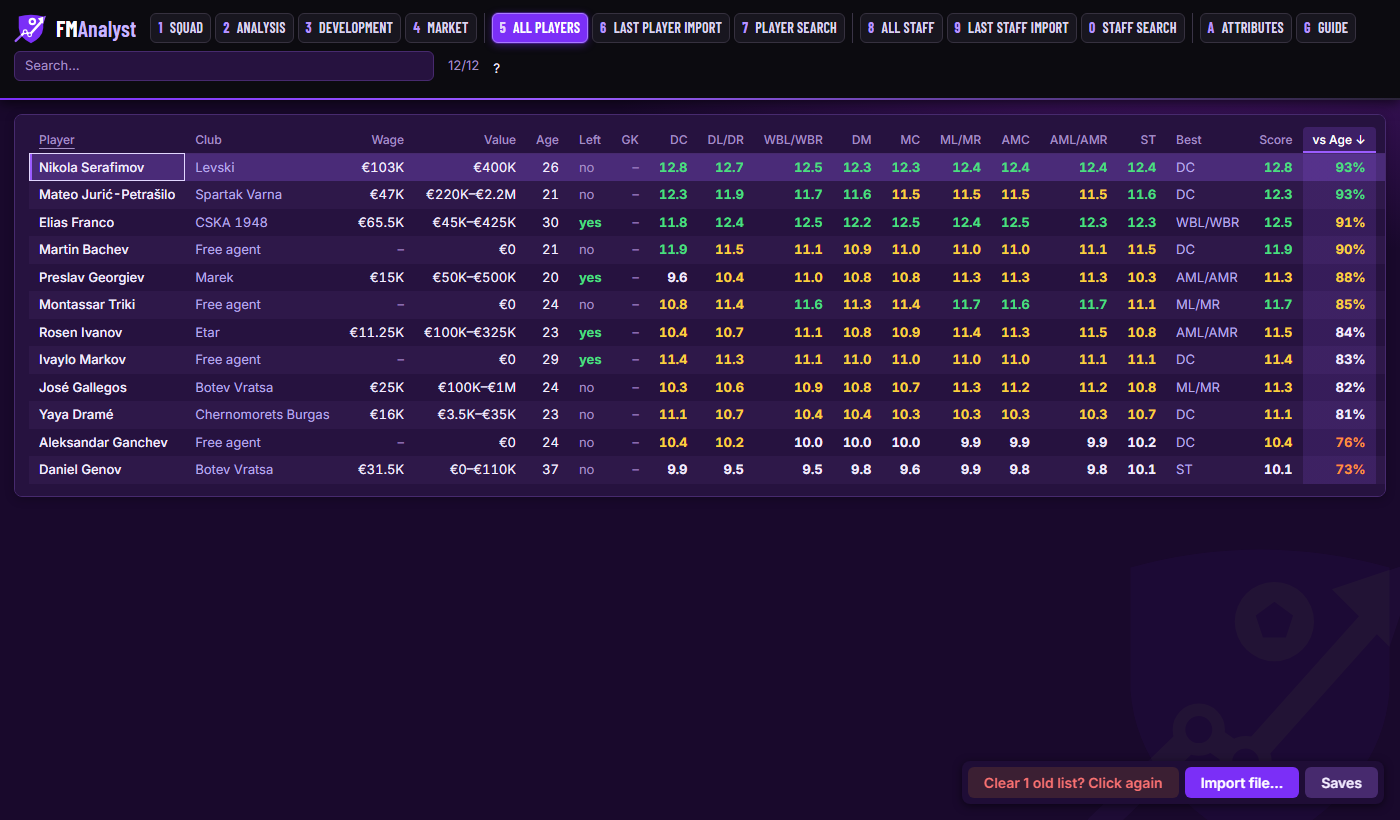 FMAnalyst 1 SQUAD 2 ANALYSIS 3 DEVELOPMENT 4 MARKET 5 ALL PLAYERS 6 LAST PLAYER IMPORT 7 PLAYER SEARCH 8 ALL STAFF 9 LAST STAFF IMPORT 0 STAFF SEARCH A ATTRIBUTES G GUIDE
Search... 12/12 ?
Player Club Wage Value Age Left GK DC DL/DR WBL/WBR DM MC ML/MR AMC AML/AMR ST Best Score vs Age ↓
Nikola Serafimov Levski €103K €400K 26 no – 12.8 12.7 12.5 12.3 12.3 12.4 12.4 12.4 12.4 DC 12.8 93%
Mateo Jurić-Petrašilo Spartak Varna €47K €220K–€2.2M 21 no – 12.3 11.9 11.7 11.6 11.5 11.5 11.5 11.5 11.6 DC 12.3 93%
Elias Franco CSKA 1948 €65.5K €45K–€425K 30 yes – 11.8 12.4 12.5 12.2 12.5 12.4 12.5 12.3 12.3 WBL/WBR 12.5 91%
Martin Bachev Free agent – €0 21 no – 11.9 11.5 11.1 10.9 11.0 11.0 11.0 11.1 11.5 DC 11.9 90%
Preslav Georgiev Marek €15K €50K–€500K 20 yes – 9.6 10.4 11.0 10.8 10.8 11.3 11.3 11.3 10.3 AML/AMR 11.3 88%
Montassar Triki Free agent – €0 24 no – 10.8 11.4 11.6 11.3 11.4 11.7 11.6 11.7 11.1 ML/MR 11.7 85%
Rosen Ivanov Etar €11.25K €100K–€325K 23 yes – 10.4 10.7 11.1 10.8 10.9 11.4 11.3 11.5 10.8 AML/AMR 11.5 84%
Ivaylo Markov Free agent – €0 29 yes – 11.4 11.3 11.1 11.0 11.0 11.0 11.0 11.1 11.1 DC 11.4 83%
José Gallegos Botev Vratsa €25K €100K–€1M 24 no – 10.3 10.6 10.9 10.8 10.7 11.3 11.2 11.2 10.8 ML/MR 11.3 82%
Yaya Dramé Chernomorets Burgas €16K €3.5K–€35K 23 no – 11.1 10.7 10.4 10.4 10.3 10.3 10.3 10.3 10.7 DC 11.1 81%
Aleksandar Ganchev Free agent – €0 24 no – 10.4 10.2 10.0 10.0 10.0 9.9 9.9 9.9 10.2 DC 10.4 76%
Daniel Genov Botev Vratsa €31.5K €0–€110K 37 no – 9.9 9.5 9.5 9.8 9.6 9.9 9.8 9.8 10.1 ST 10.1 73%
Clear 1 old list? Click again Import file... Saves